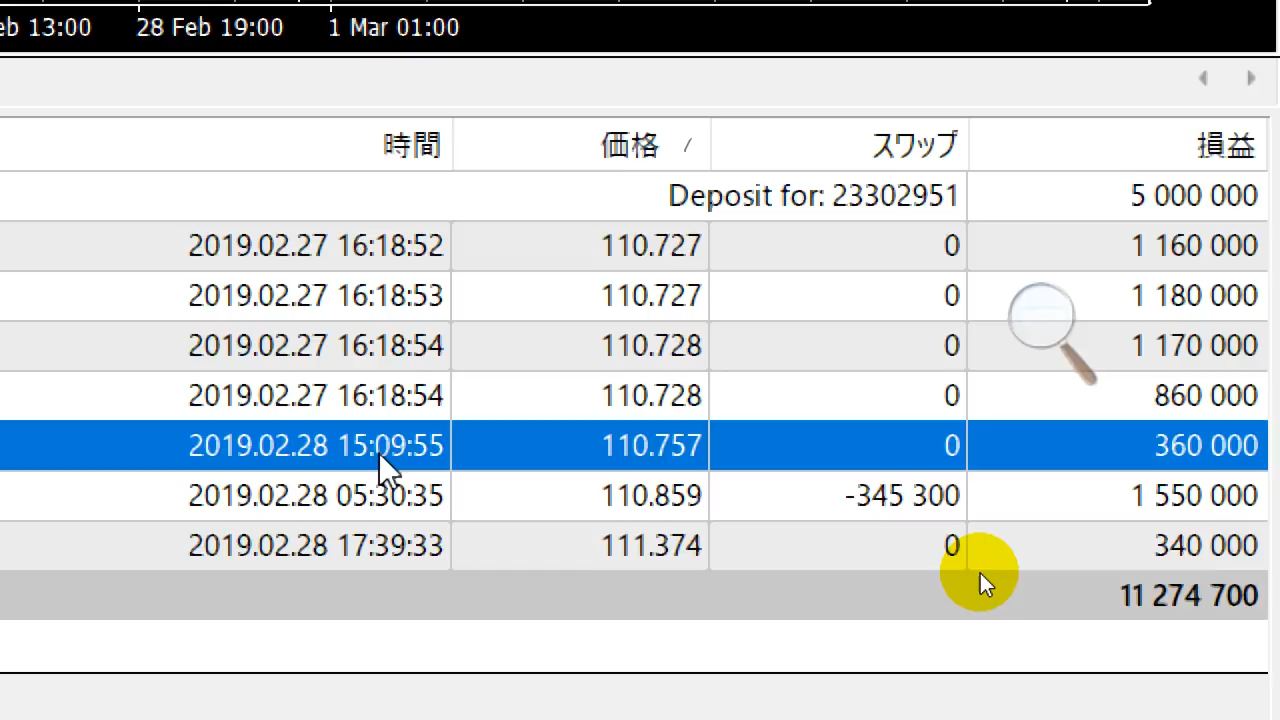 eb 13:00 28 Feb 19:00 1 Mar 01:00
時間 価格 / スワップ 損益
Deposit for: 23302951 5 000 000
2019.02.27 16:18:52 110.727 0 1 160 000
2019.02.27 16:18:53 110.727 0 1 180 000
2019.02.27 16:18:54 110.728 0 1 170 000
2019.02.27 16:18:54 110.728 0 860 000
2019.02.28 15:09:55 110.757 0 360 000
2019.02.28 05:30:35 110.859 -345 300 1 550 000
2019.02.28 17:39:33 111.374 0 340 000
11 274 700